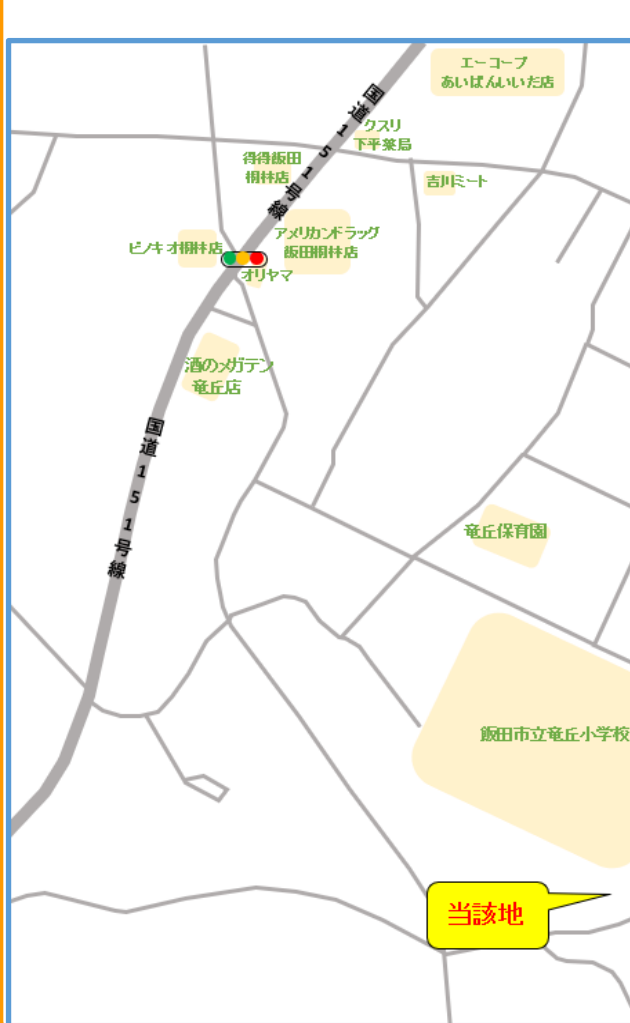 エーコープ
あいぱんいいだ店
国道151号線
クスリ
下平薬局
得得飯田
桐林店
吉川ミート
アメリカンドラッグ
飯田桐林店
ピノキオ桐林店
オリヤマ
酒のメガテン
竜丘店
国道151号線
竜丘保育園
飯田市立竜丘小学校
当該地